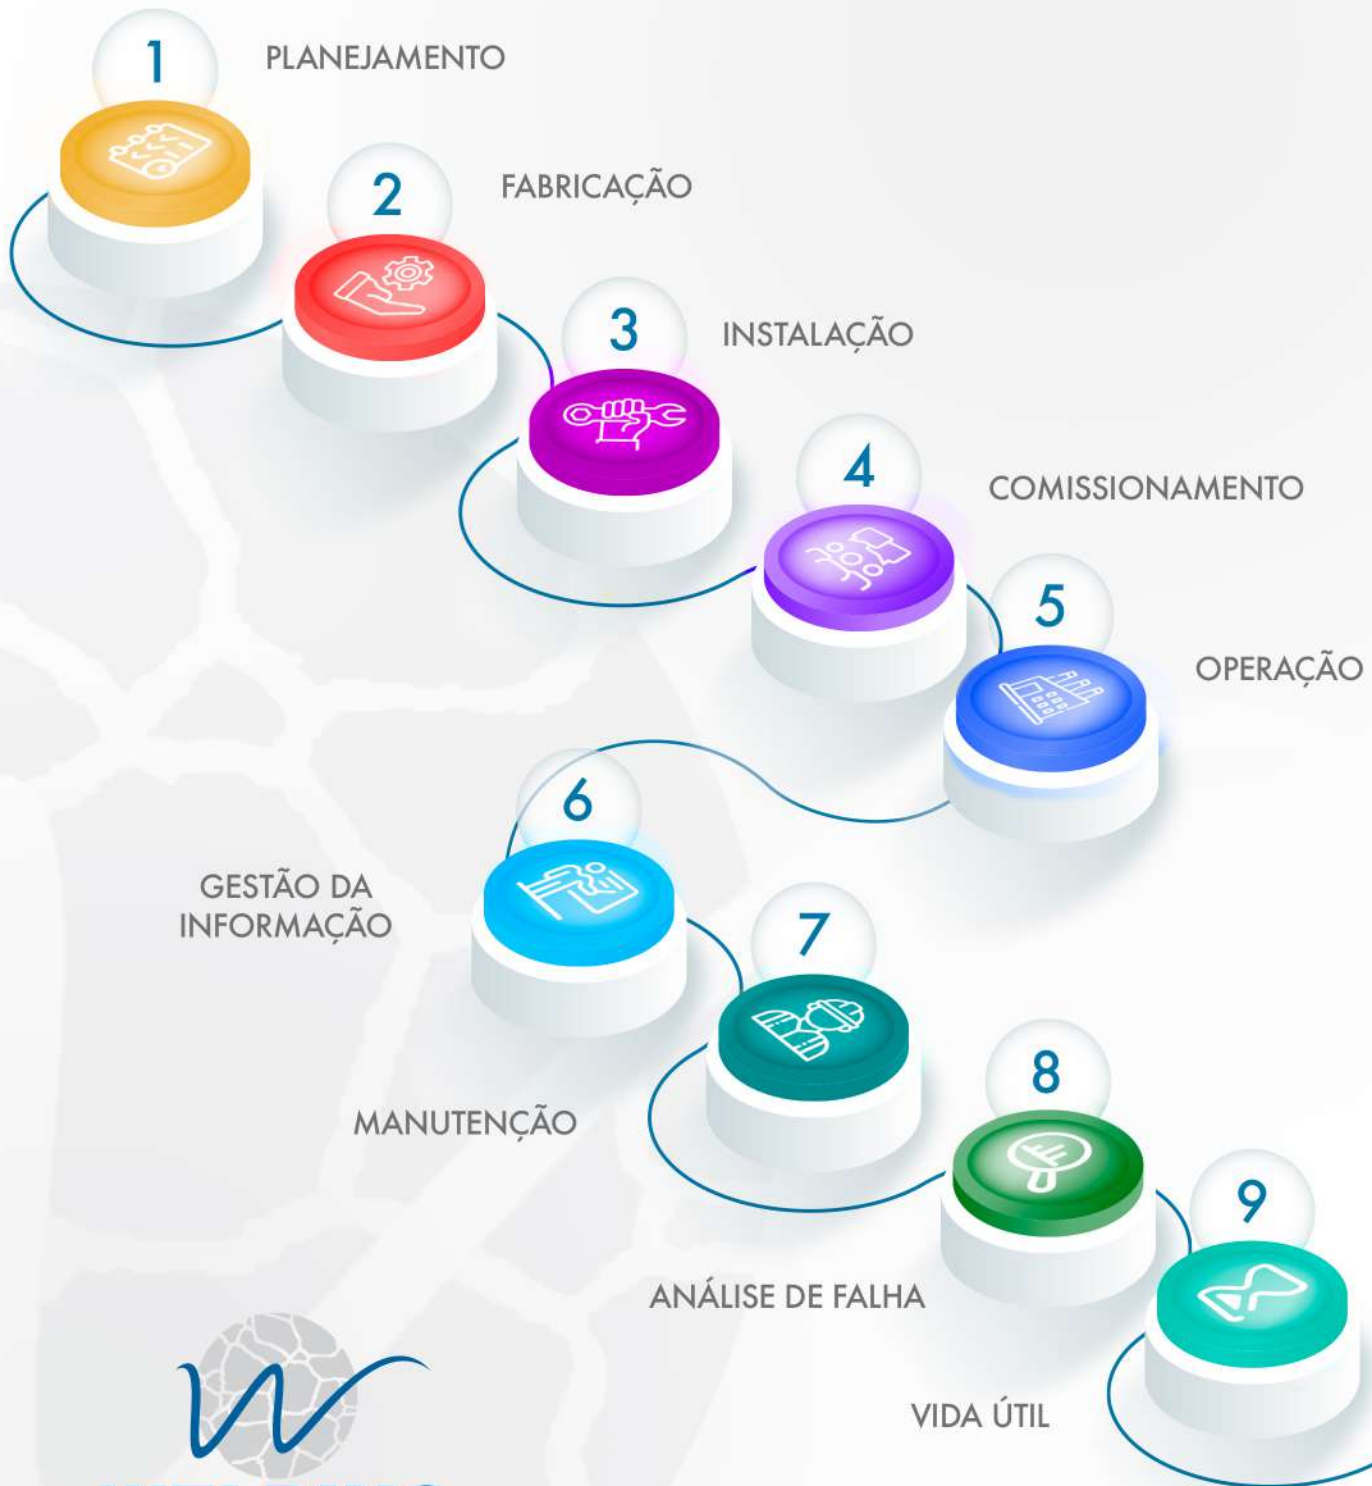 1
PLANEJAMENTO
2
FABRICAÇÃO
3
INSTALAÇÃO
4
COMISSIONAMENTO
5
OPERAÇÃO
6
GESTÃO DA
INFORMAÇÃO
7
MANUTENÇÃO
8
ANÁLISE DE FALHA
9
VIDA ÚTIL
W